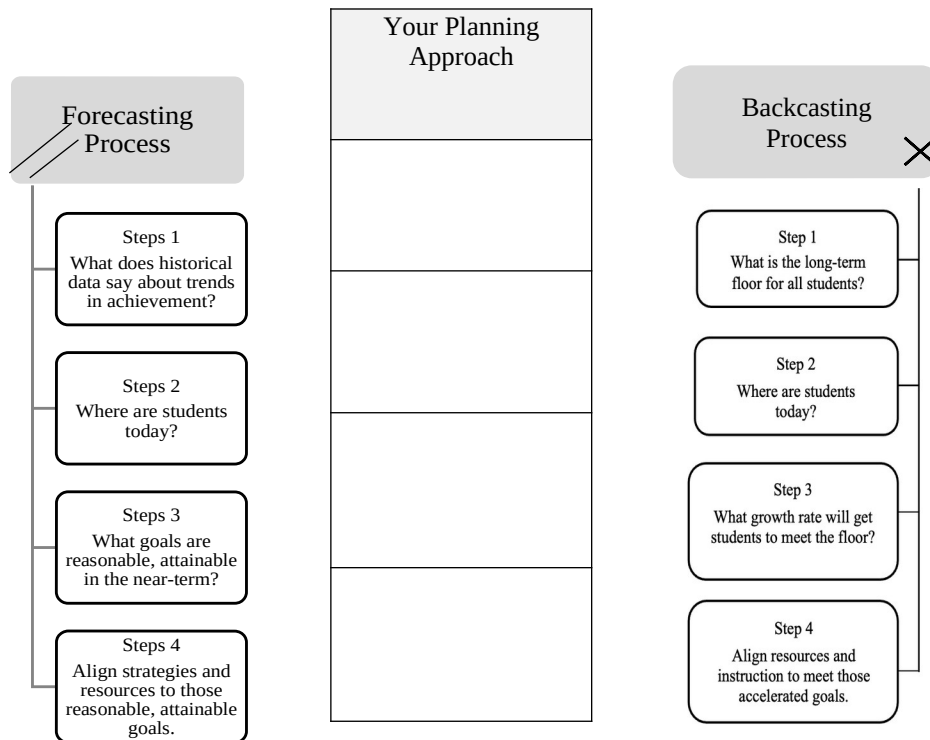 Your Planning
Approach
Forecasting
Process
Backcasting
Process
Steps 1
What does historical
data say about trends
in achievement?
Steps 2
Where are students
today?
Steps 3
What goals are
reasonable, attainable
in the near-term?
Steps 4
Align strategies and
resources to those
reasonable, attainable
goals.
Step 1
What is the long-term
floor for all students?
Step 2
Where are students
today?
Step 3
What growth rate will get
students to meet the floor?
Step 4
Align resources and
instruction to meet those
accelerated goals.